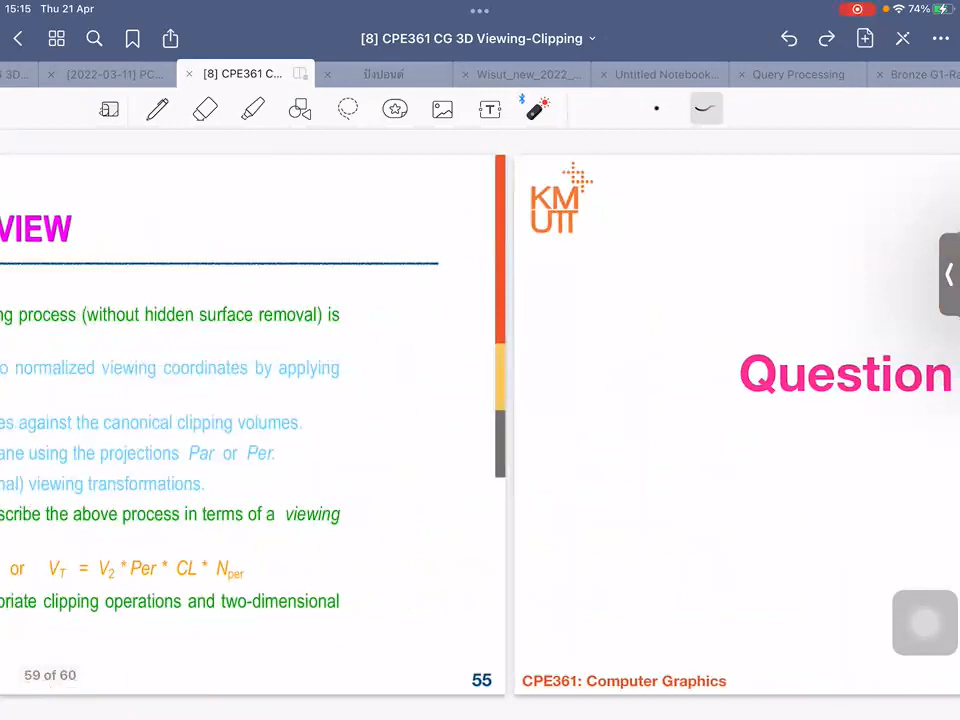 15:15 Thu 21 Apr
74%
[8] CPE361 CG 3D Viewing-Clipping
3D...
[2022-03-11] PC...
[8] CPE361 C...
ปังปอนด์
Wisut_new_2022_...
Untitled Notebook...
Query Processing
Bronze G1-Ra
T
VIEW
ng process (without hidden surface removal) is
o normalized viewing coordinates by applying
es against the canonical clipping volumes.
ane using the projections Par or Per.
nal) viewing transformations.
scribe the above process in terms of a viewing
or V_T = V_2 * Per * CL * N_per
priate clipping operations and two-dimensional
59 of 60
55
KM
UTT
Question
CPE361: Computer Graphics